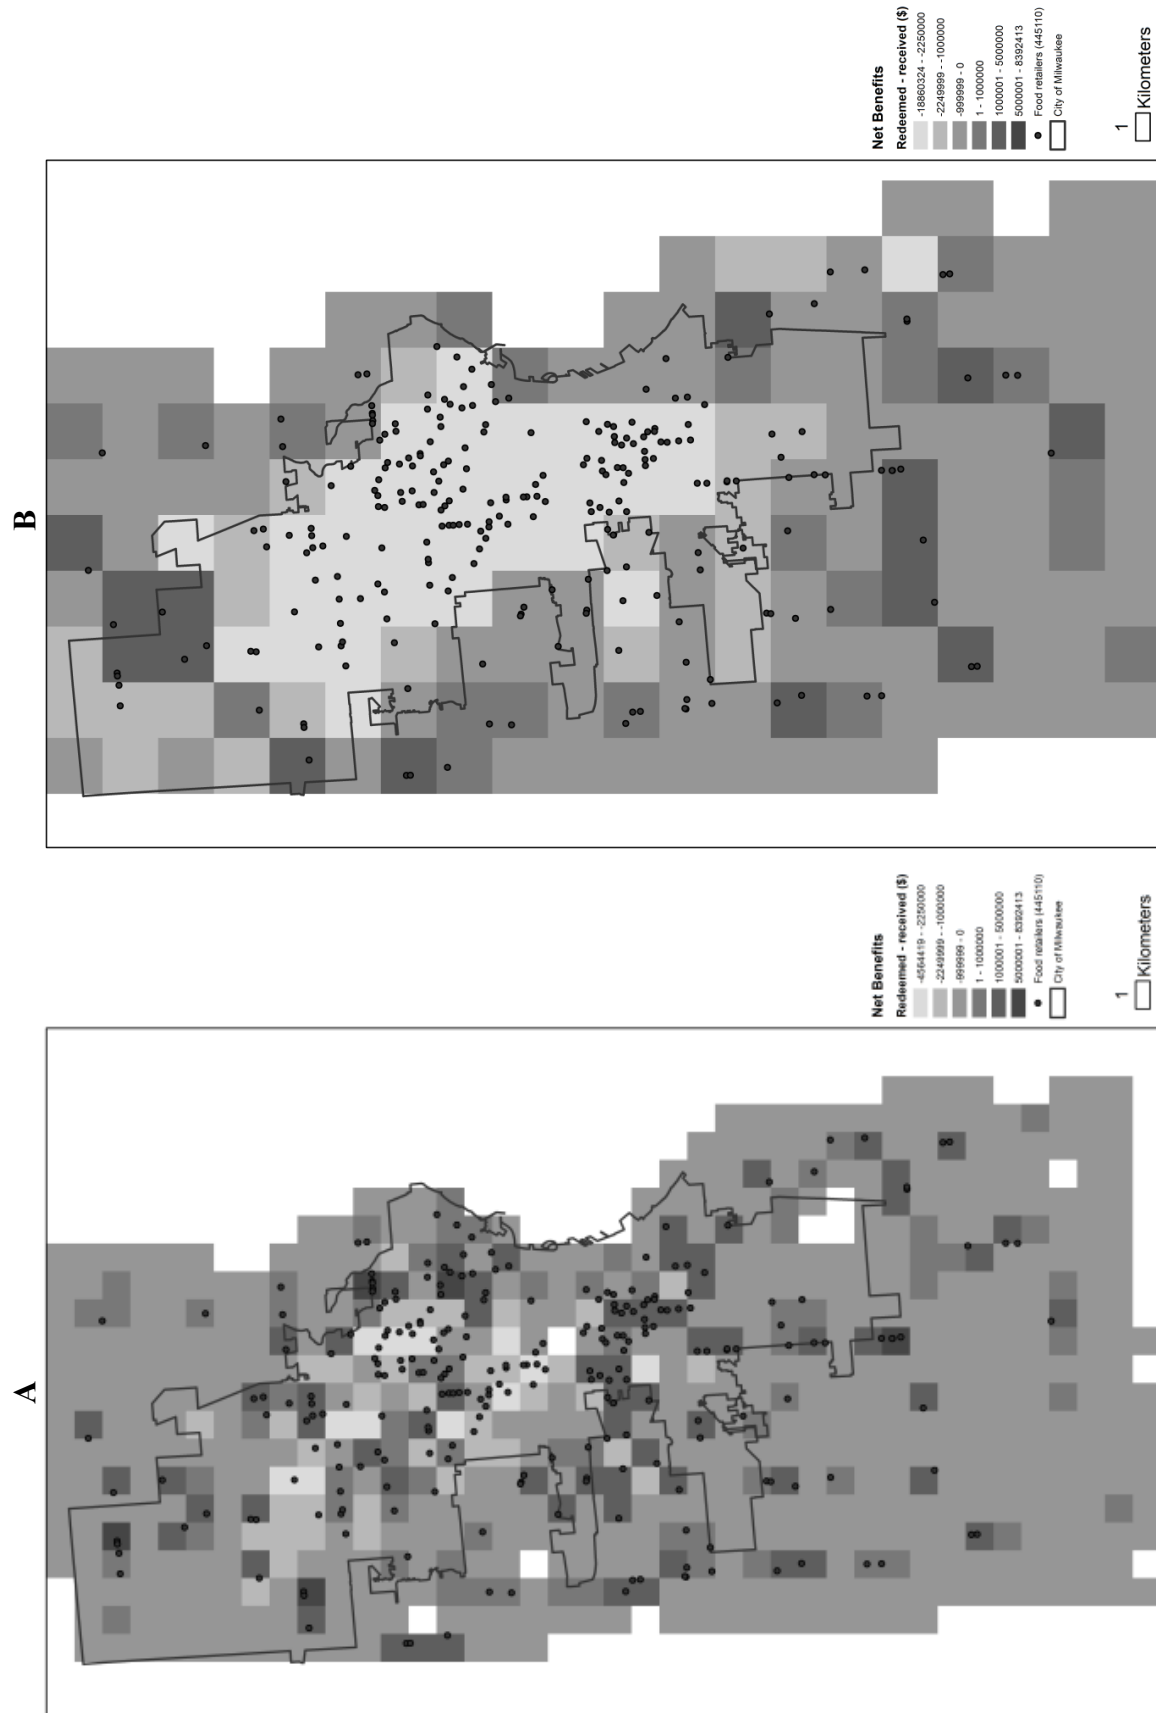 A
Net Benefits
Redeemed - received ($)
-4564419 - -2250000
-2249999 - -1000000
-999999 - 0
1 - 1000000
1000001 - 5000000
5000001 - 8392413
Food retailers (445110)
City of Milwaukee
1
Kilometers
B
Net Benefits
Redeemed - received ($)
-18860324 - -2250000
-2249999 - -1000000
-999999 - 0
1 - 1000000
1000001 - 5000000
5000001 - 8392413
Food retailers (445110)
City of Milwaukee
1
Kilometers